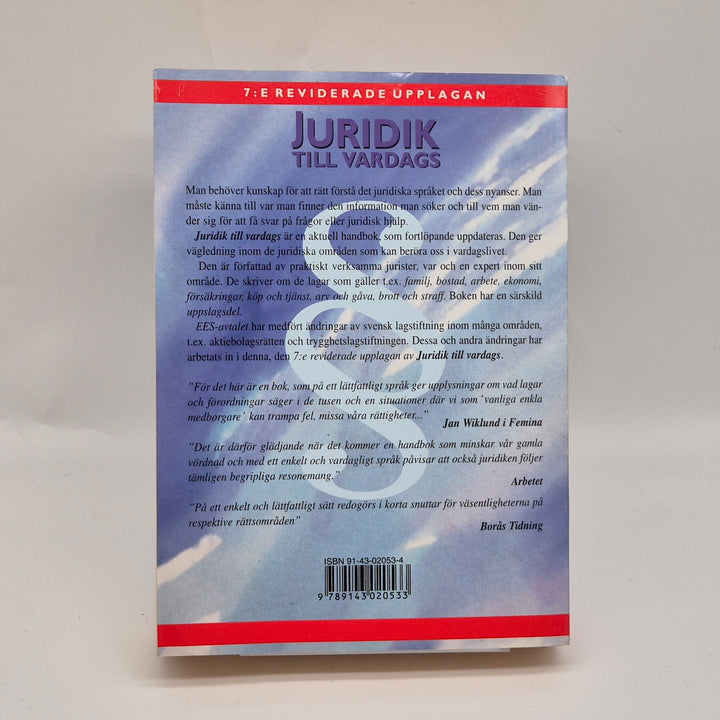 7:E REVIDERADE UPPLAGAN
JURIDIK
TILL VARDAGS
Man behöver kunskap för att rätt förstå det juridiska språket och dess nyanser. Man
måste känna till var man finner den information man söker och till vem man vän-
der sig för att få svar på frågor eller juridisk hjälp.
Juridik till vardags är en aktuell handbok, som fortlöpande uppdateras. Den ger
vägledning inom de juridiska områden som kan beröra oss i vardagslivet.
Den är författad av praktiskt verksamma jurister, var och en expert inom sitt
område. De skriver om de lagar som gäller t.ex. familj, bostad, arbete, ekonomi,
försäkringar, köp och tjänst, arv och gåva, brott och straff. Boken har en särskild
uppslagsdel.
EES-avtalet har medfört ändringar av svensk lagstiftning inom många områden,
t.ex. aktiebolagsrätten och trygghetslagstiftningen. Dessa och andra ändringar har
arbetats in i denna, den 7:e reviderade upplagan av Juridik till vardags.
"För det här är en bok, som på ett lättfattligt språk ger upplysningar om vad lagar
och förordningar säger i de tusen och en situationer där vi som 'vanliga enkla
medborgare' kan trampa fel, missa våra rättigheter..."
Jan Wiklund i Femina
"Det är därför glädjande när det kommer en handbok som minskar vår gamla
vördnad och med ett enkelt och vardagligt språk påvisar att också juridiken följer
tämligen begripliga resonemang."
Arbetet
"På ett enkelt och lättfattligt sätt redogörs i korta snuttar för väsentligheterna på
respektive rättsområden"
Borås Tidning
ISBN 91-43-02053-4
9 789143 020533